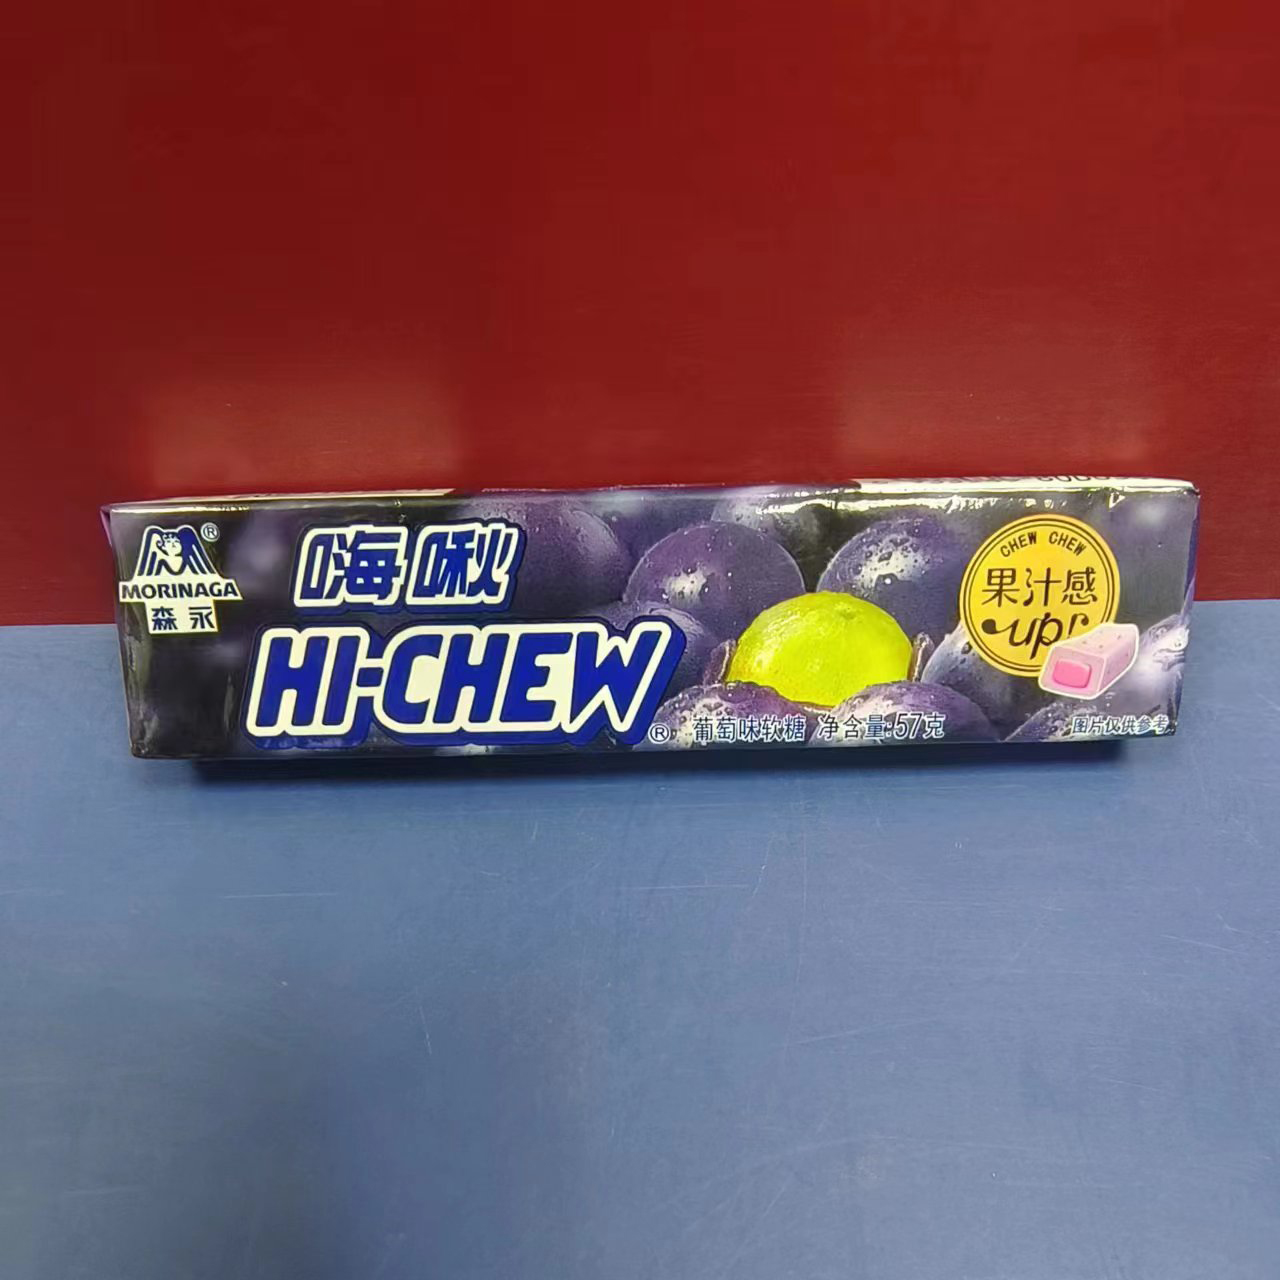 MORINAGA
森永
嗨啾
HI-CHEW
葡萄味软糖 净含量:57克
CHEW CHEW
果汁感
up!
图片仅供参考